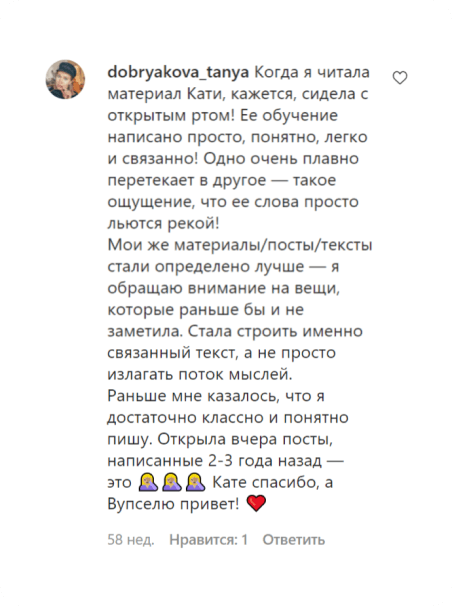 dobryakova_tanya Когда я читала
материал Кати, кажется, сидела с
открытым ртом! Ее обучение
написано просто, понятно, легко
и связанно! Одно очень плавно
перетекает в другое — такое
ощущение, что ее слова просто
льются рекой!
Мои же материалы/посты/тексты
стали определено лучше — я
обращаю внимание на вещи,
которые раньше бы и не
заметила. Стала строить именно
связанный текст, а не просто
излагать поток мыслей.
Раньше мне казалось, что я
достаточно классно и понятно
пишу. Открыла вчера посты,
написанные 2-3 года назад —
это 🤦🏼‍♀️🤦🏼‍♀️🤦🏼‍♀️ Кате спасибо, а
Вупселю привет! ❤️
58 нед. Нравится: 1 Ответить